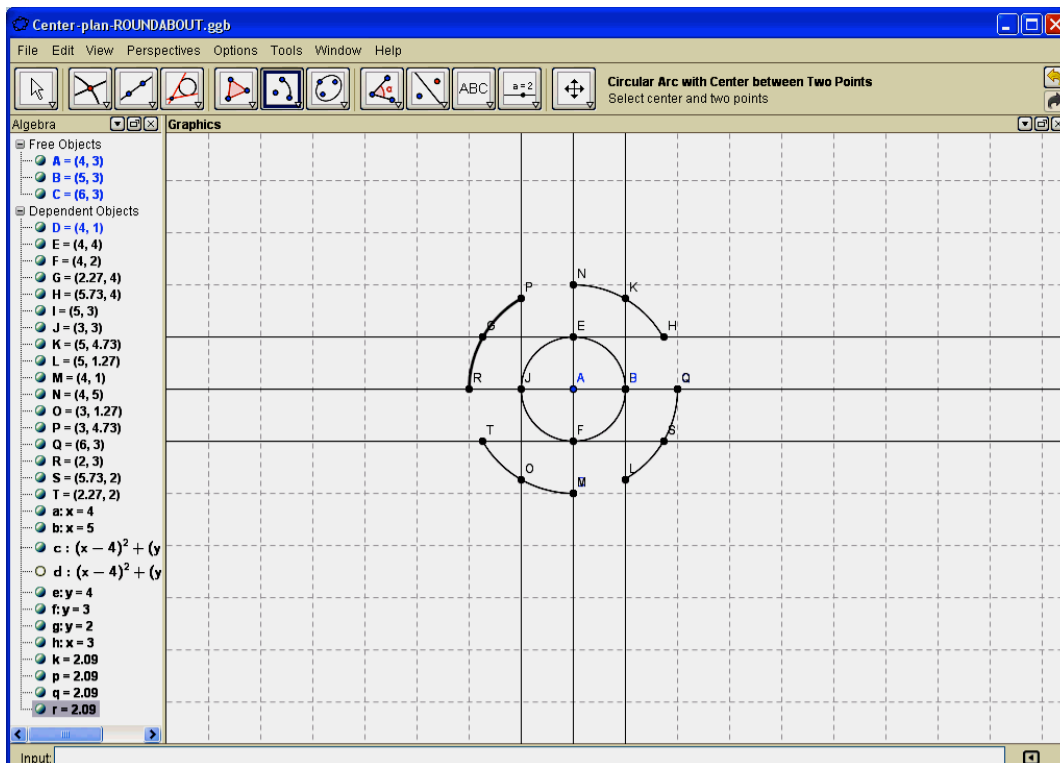 Center-plan-ROUNDABOUT.ggb
File Edit View Perspectives Options Tools Window Help
ABC
a=2
Circular Arc with Center between Two Points
Select center and two points
Algebra
Graphics
Free Objects
A = (4, 3)
B = (5, 3)
C = (6, 3)
Dependent Objects
D = (4, 1)
E = (4, 4)
F = (4, 2)
G = (2.27, 4)
H = (5.73, 4)
I = (5, 3)
J = (3, 3)
K = (5, 4.73)
L = (5, 1.27)
M = (4, 1)
N = (4, 5)
O = (3, 1.27)
P = (3, 4.73)
Q = (6, 3)
R = (2, 3)
S = (5.73, 2)
T = (2.27, 2)
a: x = 4
b: x = 5
c : (x − 4)² + (y
d : (x − 4)² + (y
e: y = 4
f: y = 3
g: y = 2
h: x = 3
k = 2.09
p = 2.09
q = 2.09
r = 2.09
N
P K
G E H
R J A B Q
T F S
O L
M
Input: